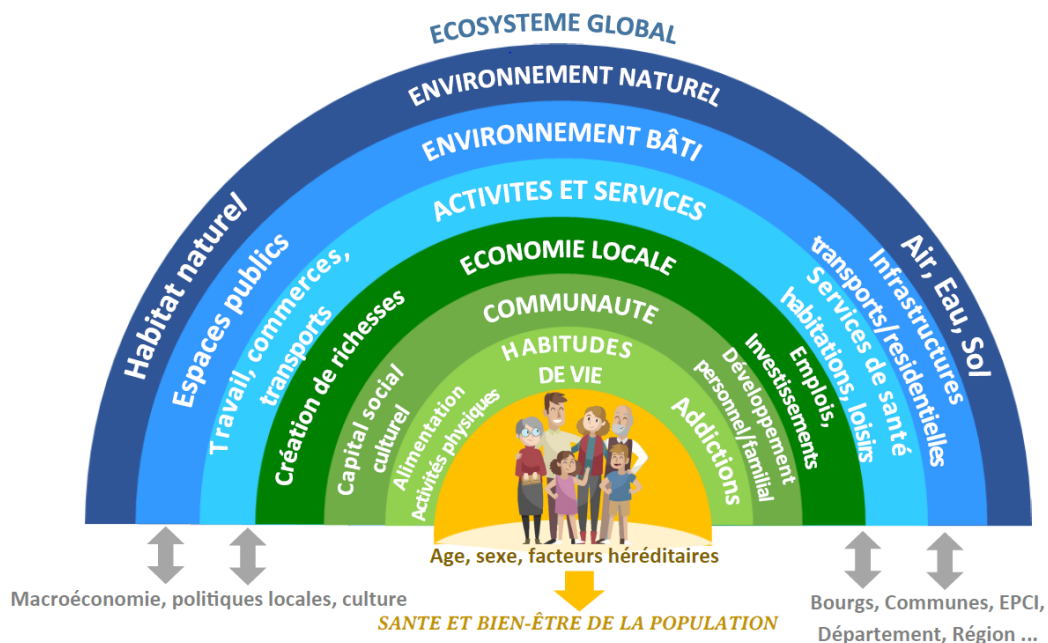 ECOSYSTEME GLOBAL
ENVIRONNEMENT NATUREL
Habitat naturel
Air, Eau, Sol
ENVIRONNEMENT BÂTI
Espaces publics
Infrastructures
transports/residentielles
ACTIVITES ET SERVICES
Travail, commerces,
transports
Services de santé
habitations, loisirs
ECONOMIE LOCALE
Création de richesses
Emplois,
Investissements
COMMUNAUTE
Capital social
culturel
Développement
personnel/familial
HABITUDES
DE VIE
Alimentation
Activités physiques
Addictions
Age, sexe, facteurs héréditaires
Macroéconomie, politiques locales, culture
SANTE ET BIEN-ÊTRE DE LA POPULATION
Bourgs, Communes, EPCI,
Département, Région ...